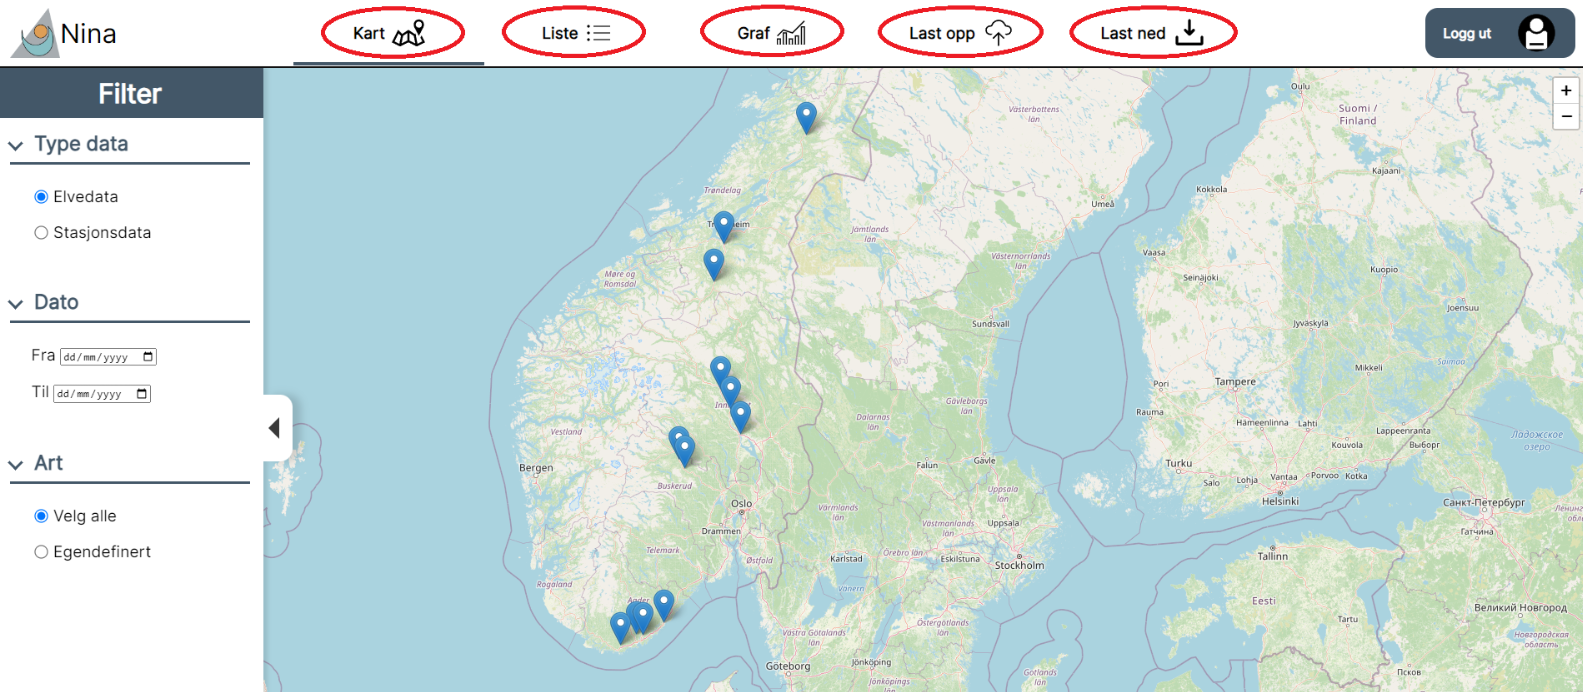 Nina
Kart
Liste
Graf
Last opp
Last ned
Logg ut
Filter
Type data
Elvedata
Stasjonsdata
Dato
Fra dd/mm/yyyy
Til dd/mm/yyyy
Art
Velg alle
Egendefinert
+
−
Oulu
Västerbottens
län
Suomi /
Finland
Kajaani
Trøndelag
Kokkola
Umeå
Jämtlands
län
Västernorrlands
län
Vaasa
Kuopio
Seinäjoki
Møre og
Romsdal
Joensuu
Sundsvall
Jyväskylä
Saimaa
Mikkeli
Pori
Tampere
Gävleborgs
län
Rauma
Dalarnas
län
Hämeenlinna
Lahti
Lappeenranta
Kouvola
Выборг
Ладожское
озеро
Vestland
Bergen
Falun
Gävle
Turku
Salo
Lohja
Vantaa
Porvoo
Kotka
Helsinki
Buskerud
Oslo
Uppsala
län
Värmlands
län
Västmanlands
län
Uppsala
Санкт-Петербург
Гатчина
Drammen
Østfold
Telemark
Karlstad
Örebro län
Eskilstuna
Stockholm
Tallinn
Rogaland
Vänern
Agder
Eesti
Tartu
Великий Новгород
Västra Götalands
län
Östergötlands
län
Новгородская
область
Göteborg
Jönköping
Jönköpings
län
Gotlands
län
Псков